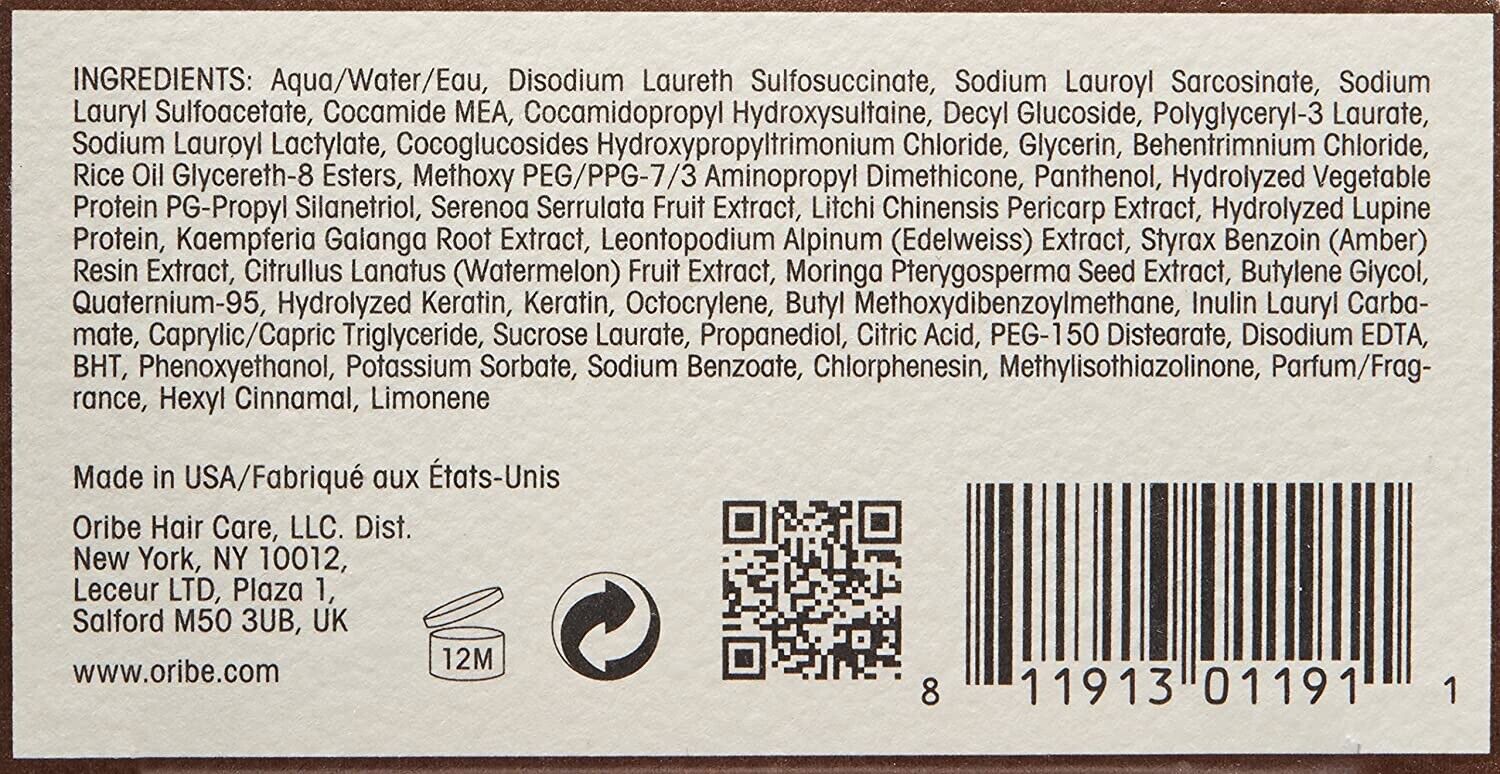 INGREDIENTS: Aqua/Water/Eau, Disodium Laureth Sulfosuccinate, Sodium Lauroyl Sarcosinate, Sodium
Lauryl Sulfoacetate, Cocamide MEA, Cocamidopropyl Hydroxysultaine, Decyl Glucoside, Polyglyceryl-3 Laurate,
Sodium Lauroyl Lactylate, Cocoglucosides Hydroxypropyltrimonium Chloride, Glycerin, Behentrimnium Chloride,
Rice Oil Glycereth-8 Esters, Methoxy PEG/PPG-7/3 Aminopropyl Dimethicone, Panthenol, Hydrolyzed Vegetable
Protein PG-Propyl Silanetriol, Serenoa Serrulata Fruit Extract, Litchi Chinensis Pericarp Extract, Hydrolyzed Lupine
Protein, Kaempferia Galanga Root Extract, Leontopodium Alpinum (Edelweiss) Extract, Styrax Benzoin (Amber)
Resin Extract, Citrullus Lanatus (Watermelon) Fruit Extract, Moringa Pterygosperma Seed Extract, Butylene Glycol,
Quaternium-95, Hydrolyzed Keratin, Keratin, Octocrylene, Butyl Methoxydibenzoylmethane, Inulin Lauryl Carba-
mate, Caprylic/Capric Triglyceride, Sucrose Laurate, Propanediol, Citric Acid, PEG-150 Distearate, Disodium EDTA,
BHT, Phenoxyethanol, Potassium Sorbate, Sodium Benzoate, Chlorphenesin, Methylisothiazolinone, Parfum/Frag-
rance, Hexyl Cinnamal, Limonene
Made in USA/Fabriqué aux États-Unis
Oribe Hair Care, LLC. Dist.
New York, NY 10012,
Leceur LTD, Plaza 1,
Salford M50 3UB, UK
www.oribe.com
12M
8 11913 01191 1